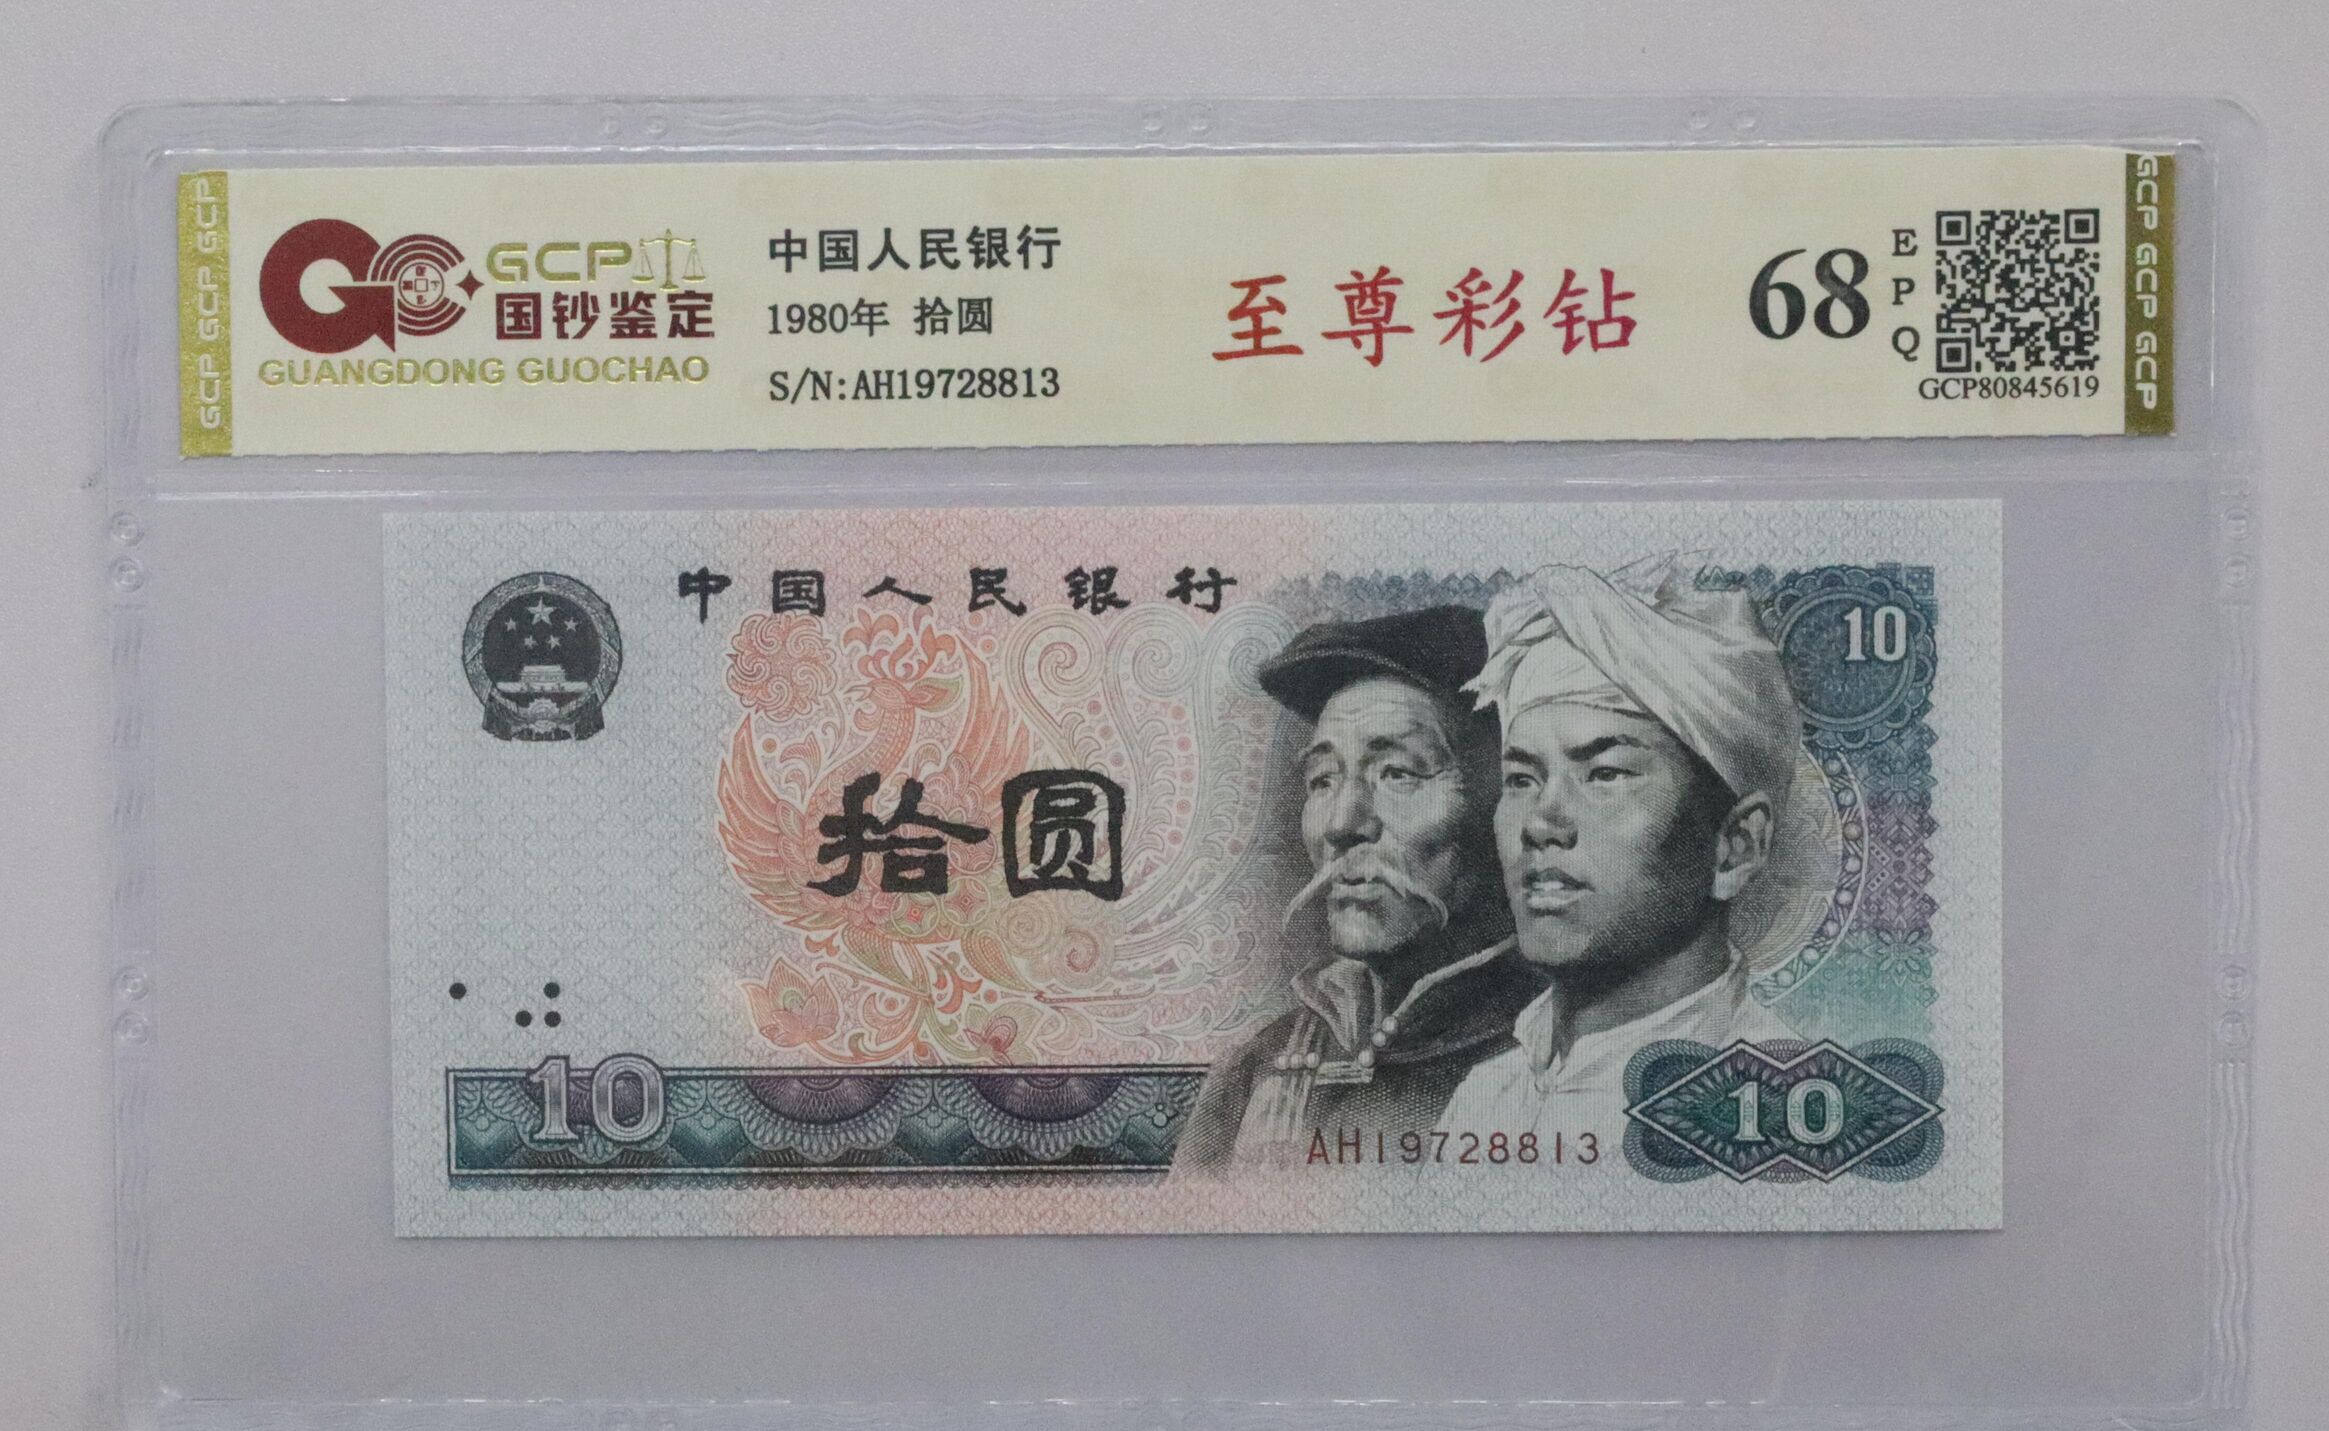 GCP
国钞鉴定
GUANGDONG GUOCHAO
GCP GCP GCP
中国人民银行
1980年 拾圆
S/N:AH19728813
至尊彩钻
68
EPQ
GCP80845619
GCP GCP GCP
中国人民银行
10
拾圆
10
AH19728813
10